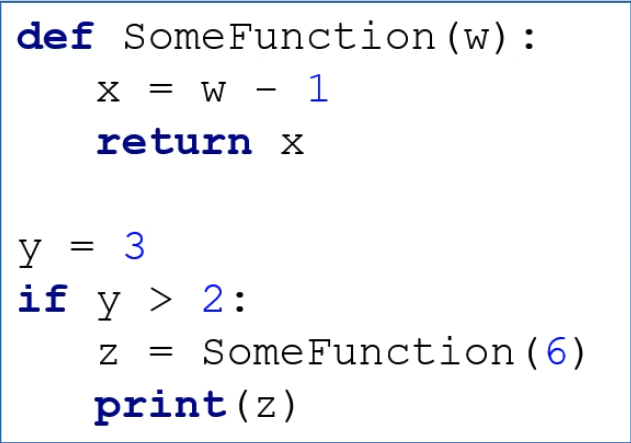 def SomeFunction(w):
    x = w - 1
    return x

y = 3
if y > 2:
    z = SomeFunction(6)
    print(z)